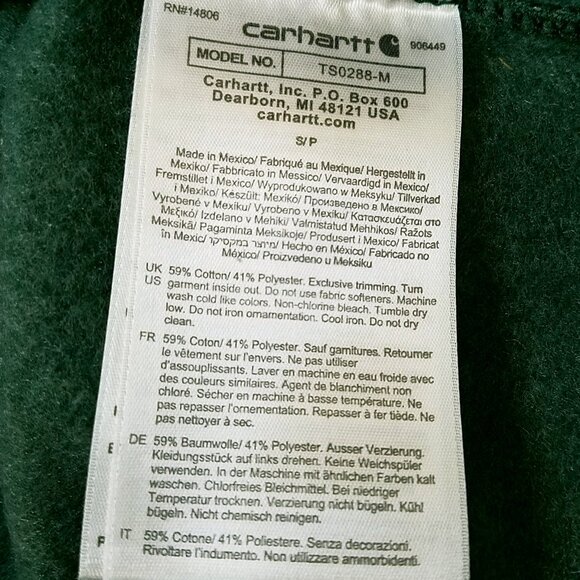 RN#14806
carhartt
906449
MODEL NO. TS0288-M
Carhartt, Inc. P.O. Box 600
Dearborn, MI 48121 USA
carhartt.com
S/P
Made in Mexico/ Fabriqué au Mexique/ Hergestellt in
Mexiko/ Fabbricato in Messico/ Vervaardigd in Mexico/
Fremstillet i Mexico/ Wyprodukowano w Meksyku/ Tillverkad
i Mexiko/ Készült: Mexikó/ Произведено в Мексико/
Vyrobené v Mexiku/ Vyrobeno v Mexiku/ Κατασκευάζεται στο
Μεξικό/ Izdelano v Mehiki/ Valmistatud Mehhikos/ Ražots
Meksikā/ Pagaminta Meksikoje/ Produsert i Mexico/ Fabricat
în Mexic/ מיוצר במקסיקו/ Hecho en México/ Fabricado no
México/ Proizvedeno u Meksiku
UK 59% Cotton/ 41% Polyester. Exclusive trimming. Turn
US garment inside out. Do not use fabric softeners. Machine
wash cold like colors. Non-chlorine bleach. Tumble dry
low. Do not iron ornamentation. Cool iron. Do not dry
clean.
FR 59% Coton/ 41% Polyester. Sauf garnitures. Retourner
le vêtement sur l'envers. Ne pas utiliser
d'assouplissants. Laver en machine en eau froide avec
des couleurs similaires. Agent de blanchiment non
chloré. Sécher en machine à basse température. Ne
pas repasser l'ornementation. Repasser à fer tiède. Ne
pas nettoyer à sec.
DE 59% Baumwolle/ 41% Polyester. Ausser Verzierung.
Kleidungsstück auf links drehen. Keine Weichspüler
verwenden. In der Maschine mit ähnlichen Farben kalt
waschen. Chlorfreies Bleichmittel. Bei niedriger
Temperatur trocknen. Verzierung nicht bügeln. Kühl
bügeln. Nicht chemisch reinigen.
IT 59% Cotone/ 41% Poliestere. Senza decorazioni.
Rivoltare l'indumento. Non utilizzare ammorbidenti.